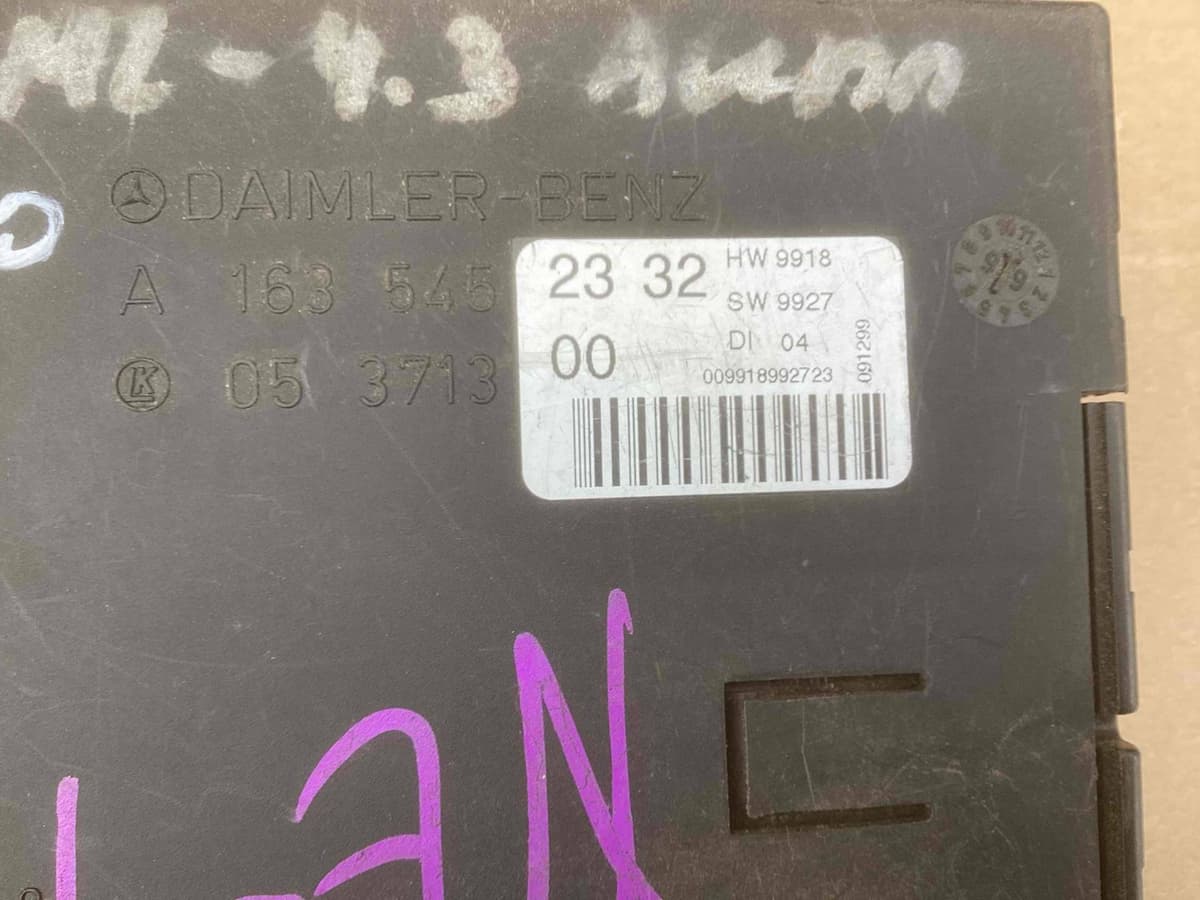 ML-4.3
DAIMLER-BENZ
A 163 545 23 32
HW 9918
SW 9927
00
DI 04
LK 05 3713
009918992723
091299